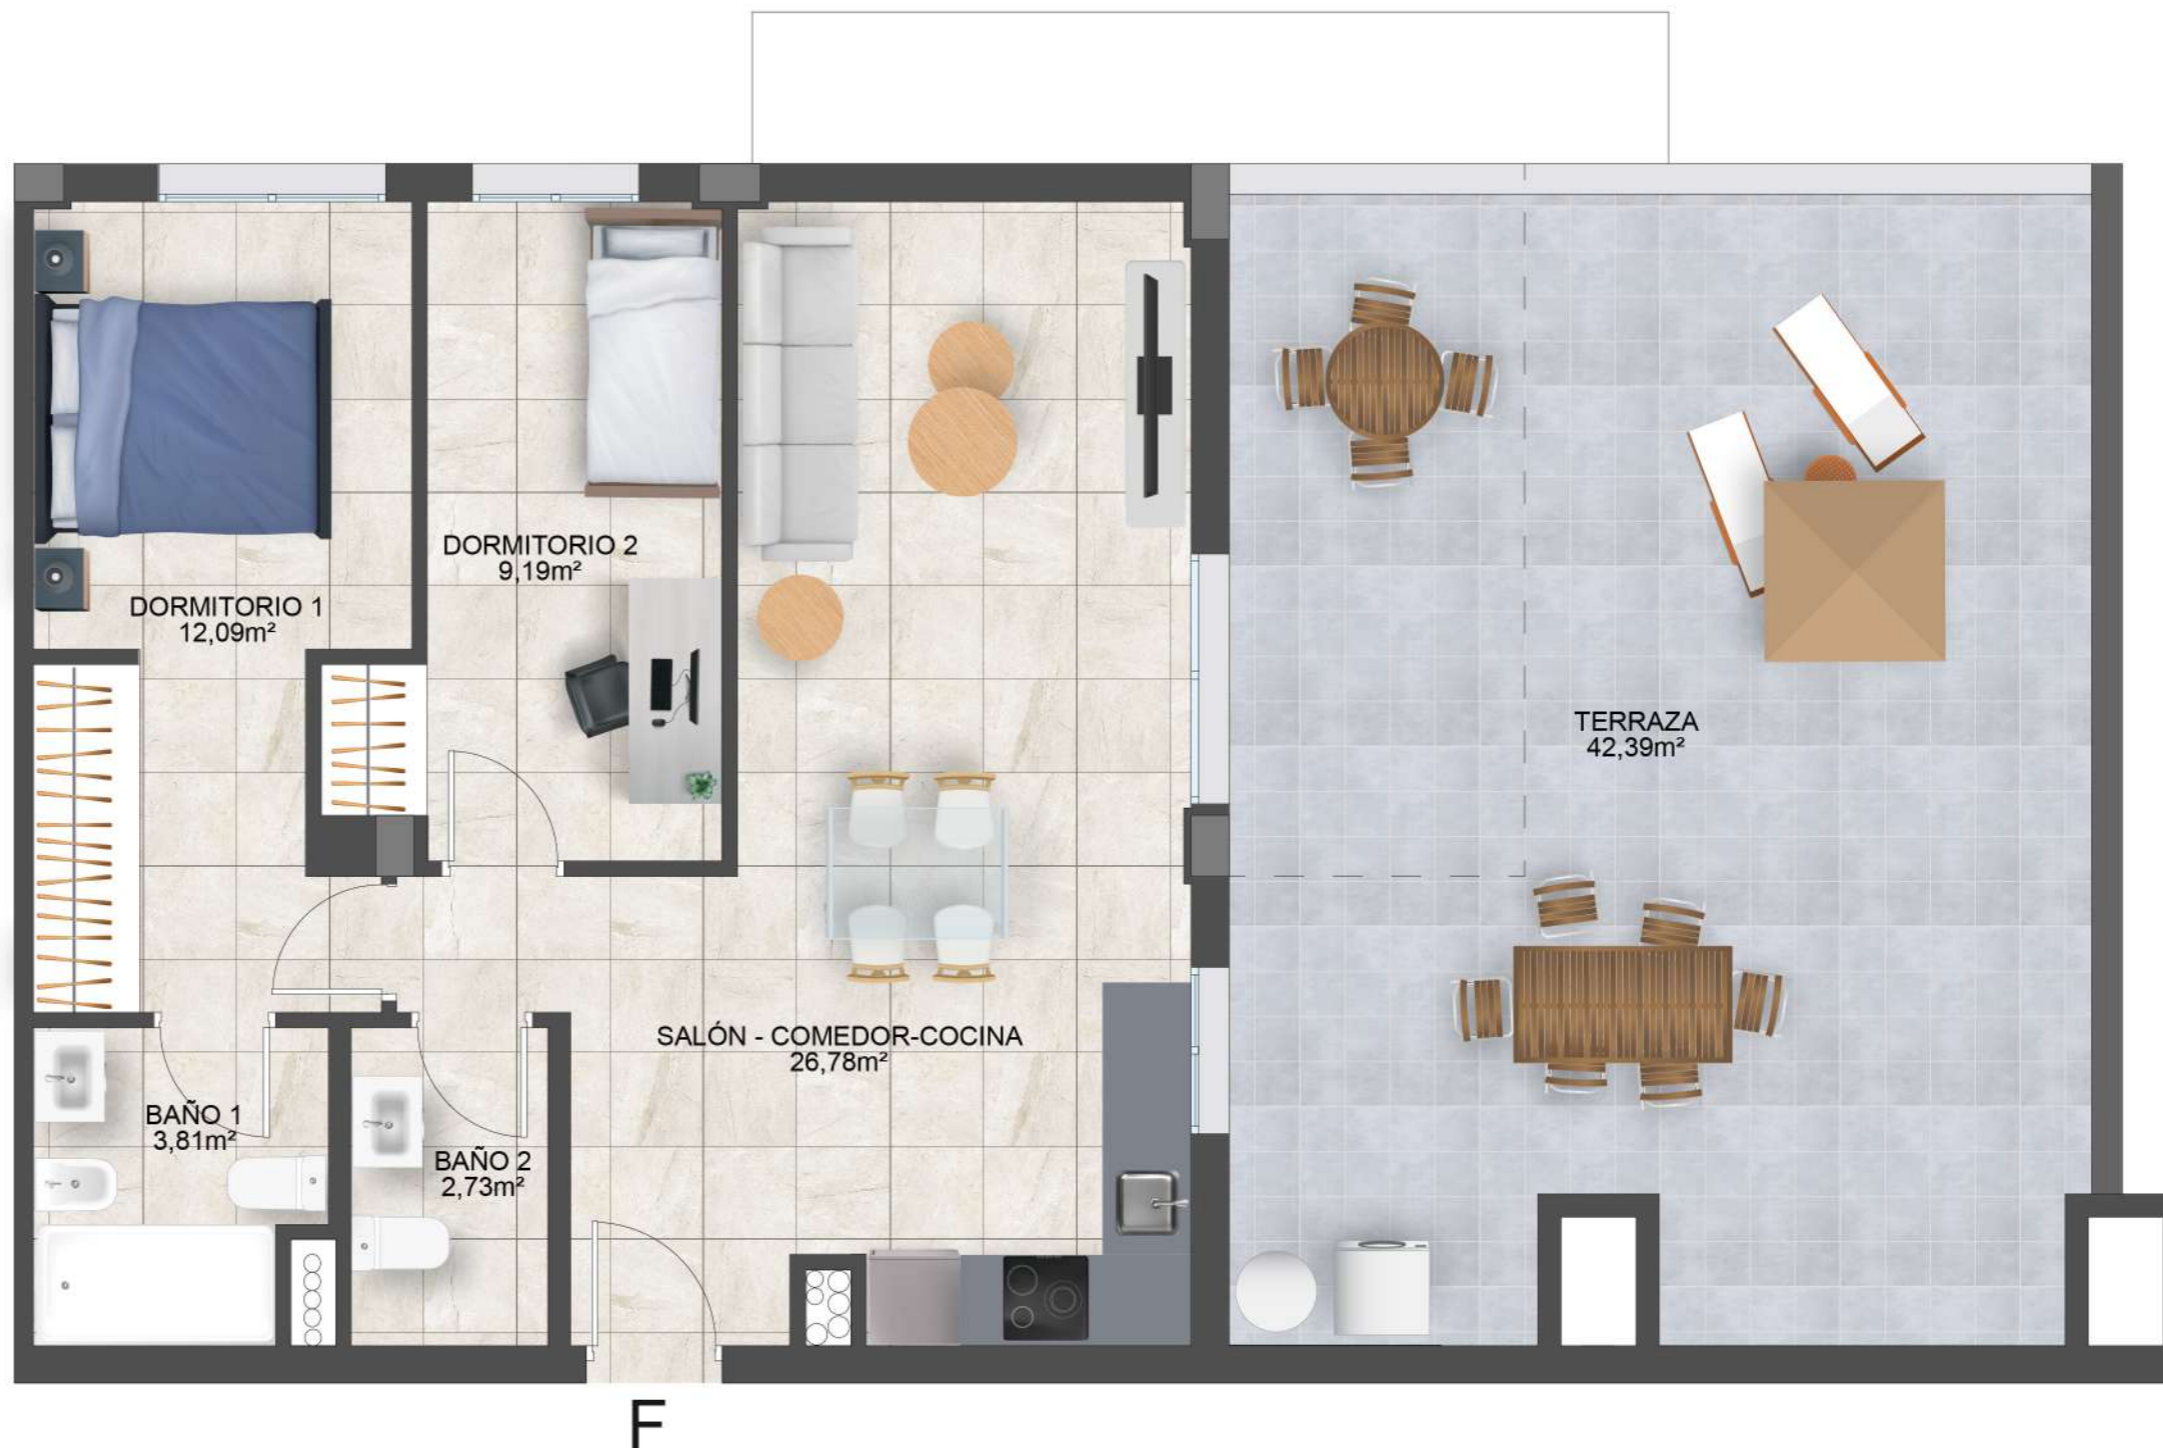 DORMITORIO 2
9,19m²
DORMITORIO 1
12,09m²
TERRAZA
42,39m²
SALÓN - COMEDOR-COCINA
26,78m²
BAÑO 1
3,81m²
BAÑO 2
2,73m²
F